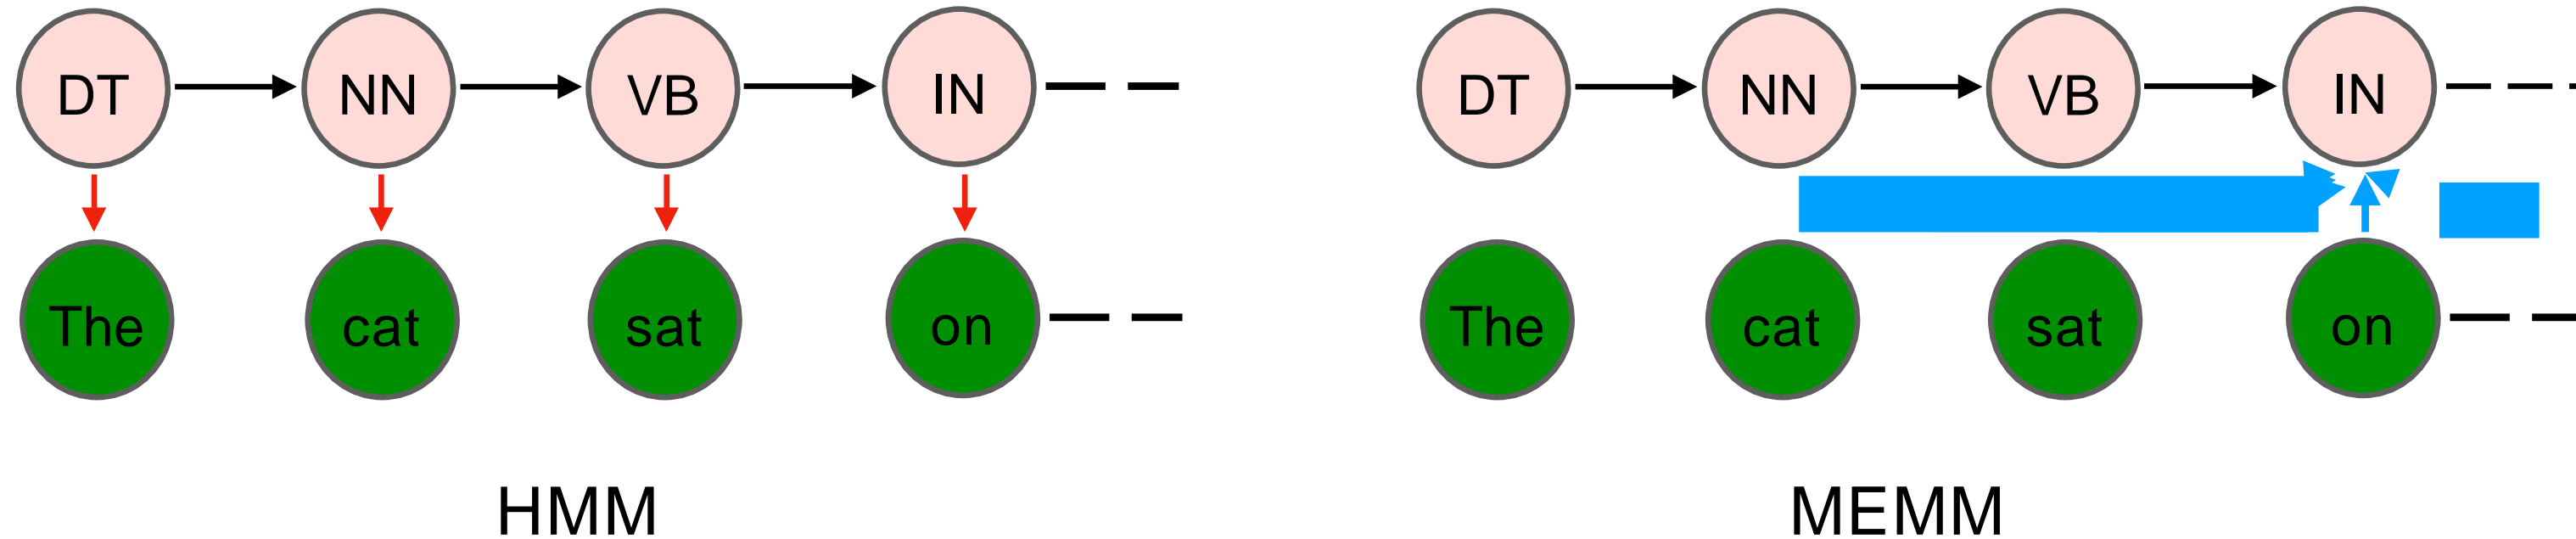 DT NN VB IN DT NN VB IN
The cat sat on The cat sat on
HMM MEMM